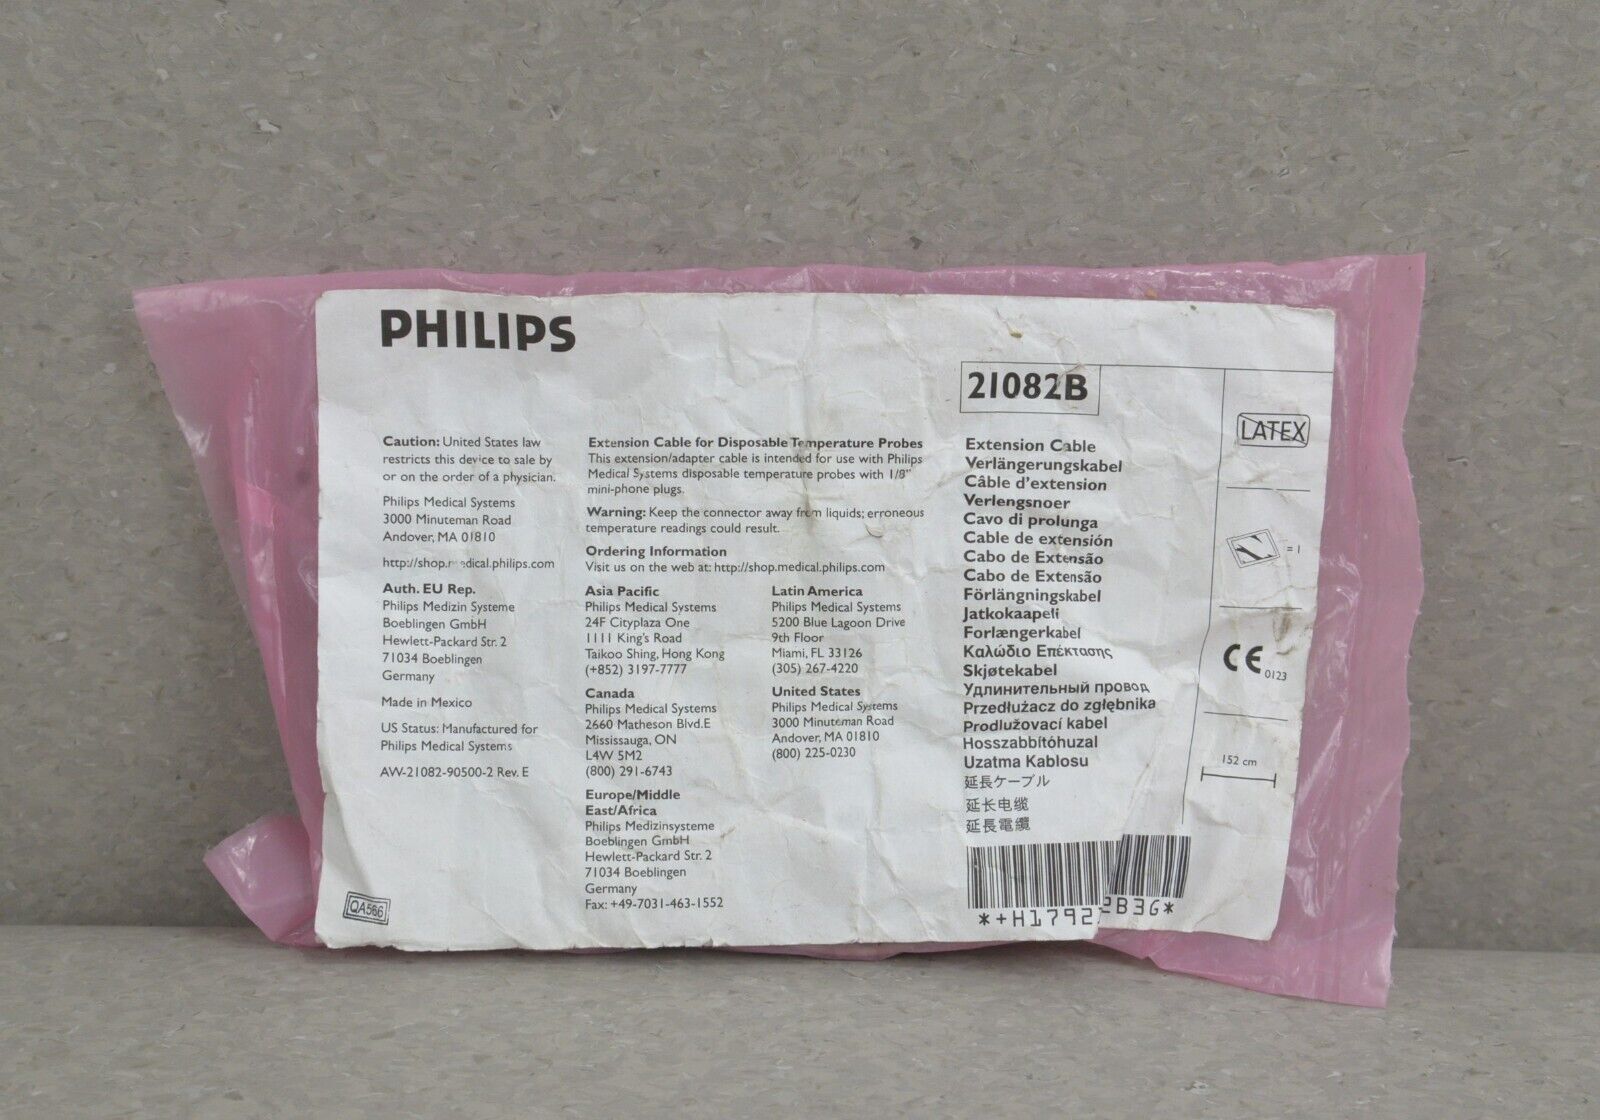 PHILIPS
21082B
Caution: United States law
restricts this device to sale by
or on the order of a physician.
Philips Medical Systems
3000 Minuteman Road
Andover, MA 01810
http://shop.medical.philips.com
Auth. EU Rep.
Philips Medizin Systeme
Boeblingen GmbH
Hewlett-Packard Str. 2
71034 Boeblingen
Germany
Made in Mexico
US Status: Manufactured for
Philips Medical Systems
AW-21082-90500-2 Rev. E
QA566
Extension Cable for Disposable Temperature Probes
This extension/adapter cable is intended for use with Philips
Medical Systems disposable temperature probes with 1/8"
mini-phone plugs.
Warning: Keep the connector away from liquids; erroneous
temperature readings could result.
Ordering Information
Visit us on the web at: http://shop.medical.philips.com
Asia Pacific
Philips Medical Systems
24F Cityplaza One
1111 King's Road
Taikoo Shing, Hong Kong
(+852) 3197-7777
Canada
Philips Medical Systems
2660 Matheson Blvd.E
Mississauga, ON
L4W 5M2
(800) 291-6743
Europe/Middle
East/Africa
Philips Medizinsysteme
Boeblingen GmbH
Hewlett-Packard Str. 2
71034 Boeblingen
Germany
Fax: +49-7031-463-1552
Latin America
Philips Medical Systems
5200 Blue Lagoon Drive
9th Floor
Miami, FL 33126
(305) 267-4220
United States
Philips Medical Systems
3000 Minuteman Road
Andover, MA 01810
(800) 225-0230
Extension Cable
Verlängerungskabel
Câble d'extension
Verlengsnoer
Cavo di prolunga
Cable de extensión
Cabo de Extensão
Cabo de Extensão
Förlängningskabel
Jatkokaapeli
Forlængerkabel
Καλώδιο Επέκτασης
Skjøtekabel
Удлинительный провод
Przedłużacz do zgłębnika
Prodlužovací kabel
Hosszabbítóhuzal
Uzatma Kablosu
延長ケーブル
延长电缆
延長電纜
*+H1792 2B3G*
LATEX
= 1
CE 0123
152 cm